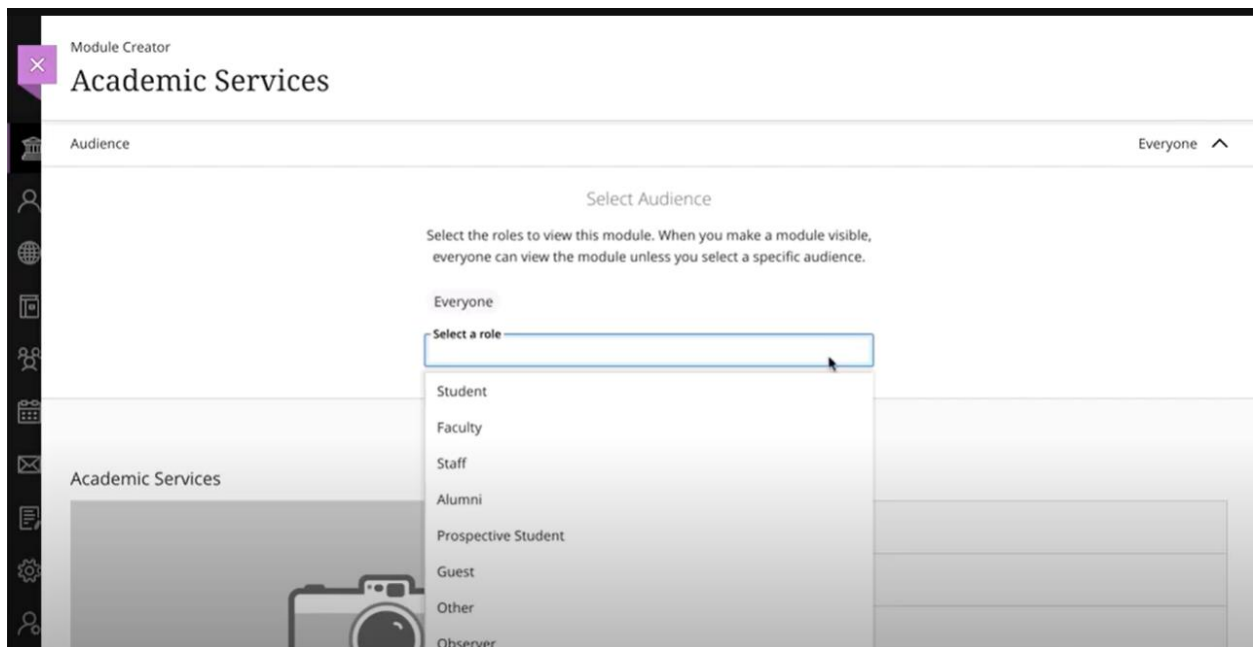 Module Creator
Academic Services
Audience
Everyone
Select Audience
Select the roles to view this module. When you make a module visible,
everyone can view the module unless you select a specific audience.
Everyone
Select a role
Student
Faculty
Staff
Alumni
Prospective Student
Guest
Other
Observer
Academic Services